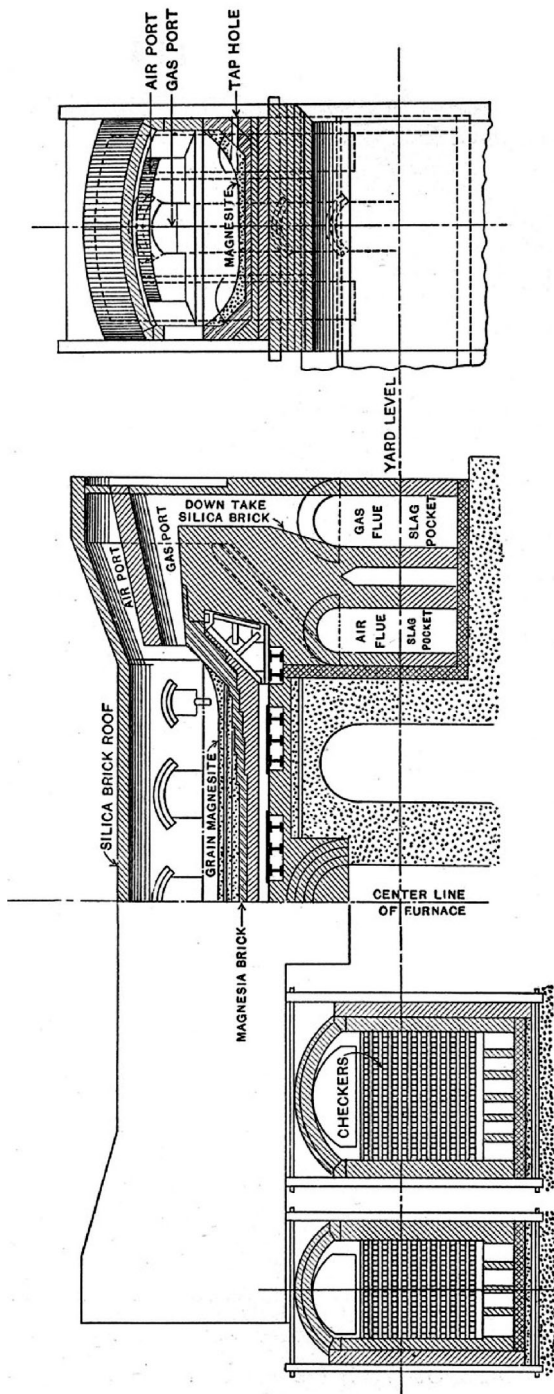 AIR PORT
GAS PORT
TAP HOLE
MAGNESITE
YARD LEVEL
SILICA BRICK ROOF
AIR PORT
GAS PORT
DOWN TAKE
SILICA BRICK
GAS
FLUE
SLAG
POCKET
AIR
FLUE
SLAG
POCKET
GRAIN MAGNESITE
MAGNESIA BRICK
CENTER LINE
OF FURNACE
CHECKERS